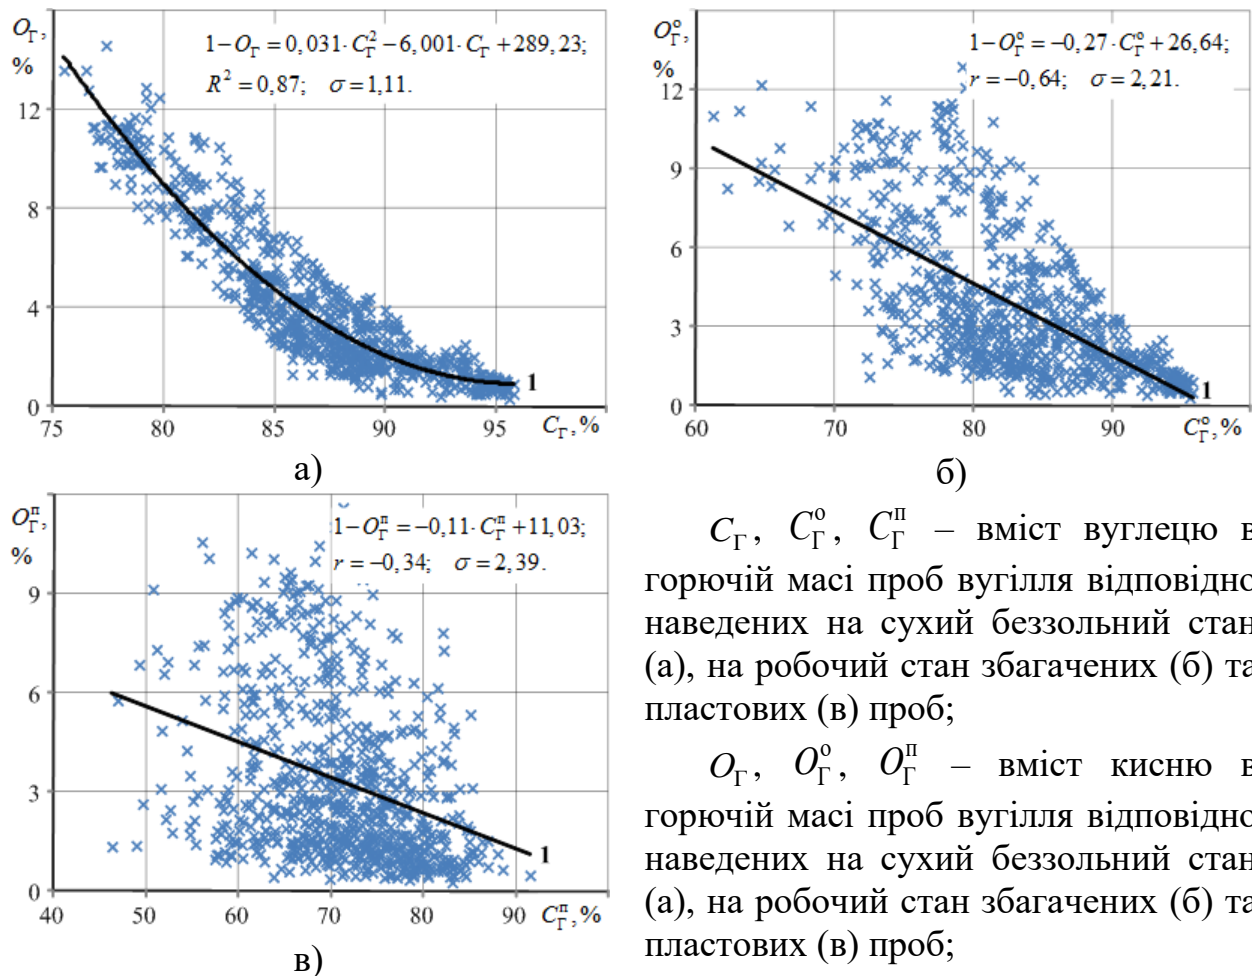 O_Г, %
1−O_Г=0,031·C_Г^2−6,001·C_Г+289,23;
R^2=0,87; σ=1,11.
12
8
4
0
75 80 85 90 95 C_Г, %
1
а)
O_Г^о, %
1−O_Г^о=−0,27·C_Г^о+26,64;
r=−0,64; σ=2,21.
12
9
6
3
0
60 70 80 90 C_Г^о, %
1
б)
O_Г^п, %
1−O_Г^п=−0,11·C_Г^п+11,03;
r=−0,34; σ=2,39.
9
6
3
0
40 50 60 70 80 90 C_Г^п, %
1
в)
C_Г, C_Г^о, C_Г^п – вміст вуглецю в
горючій масі проб вугілля відповідно
наведених на сухий беззольний стан
(а), на робочий стан збагачених (б) та
пластових (в) проб;
O_Г, O_Г^о, O_Г^п – вміст кисню в
горючій масі проб вугілля відповідно
наведених на сухий беззольний стан
(а), на робочий стан збагачених (б) та
пластових (в) проб;